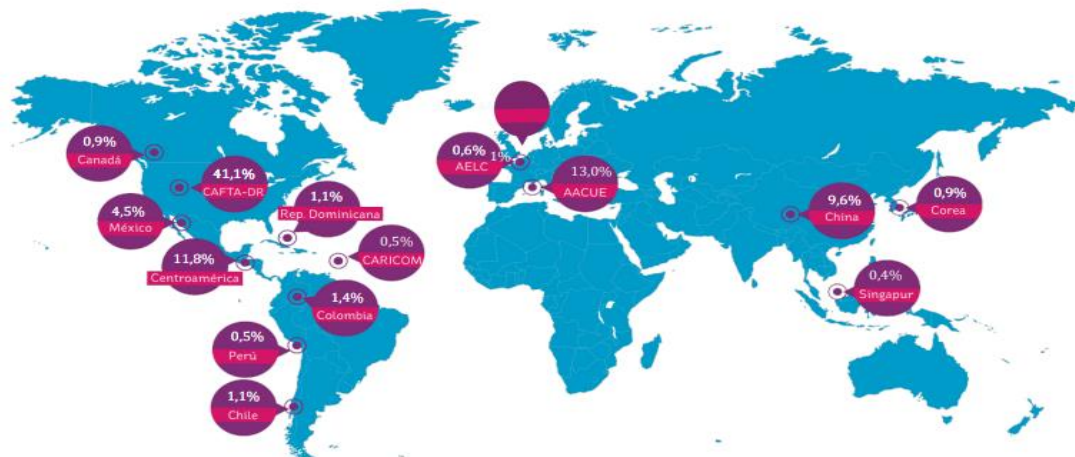 0,9%
Canadá
41,1%
CAFTA-DR
4,5%
México
1,1%
Rep. Dominicana
0,5%
CARICOM
11,8%
Centroamérica
1,4%
Colombia
0,5%
Perú
1,1%
Chile
0,6%
AELC
1%
13,0%
AACUE
9,6%
China
0,9%
Corea
0,4%
Singapur